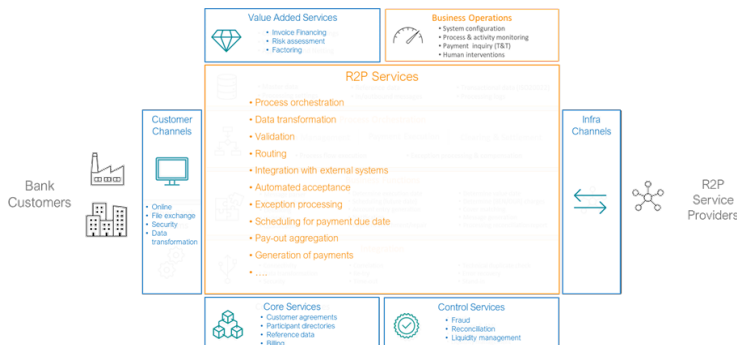 Value Added Services
• Invoice Financing
• Risk assessment
• Factoring
Business Operations
• System configuration
• Process & activity monitoring
• Payment inquiry (T&T)
• Human interventions
R2P Services
• Process orchestration
• Data transformation
• Validation
• Routing
• Integration with external systems
• Automated acceptance
• Exception processing
• Scheduling for payment due date
• Pay-out aggregation
• Generation of payments
• ....
Customer
Channels
• Online
• File exchange
• Security
• Data
transformation
Bank
Customers
Infra
Channels
R2P
Service
Providers
Core Services
• Customer agreements
• Participant directories
• Reference data
• Billing
Control Services
• Fraud
• Reconciliation
• Liquidity management